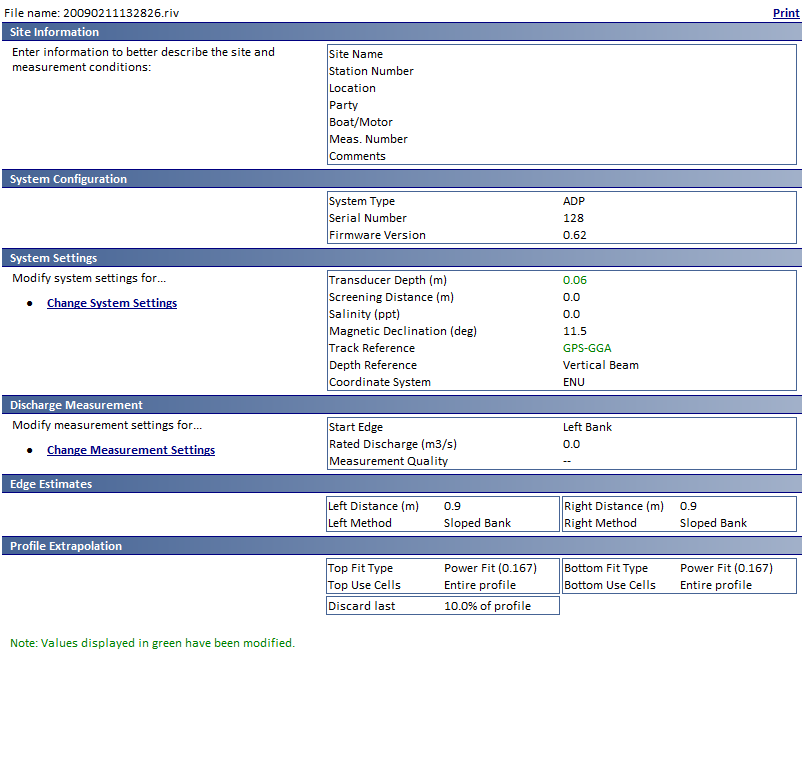 File name: 20090211132826.riv Print
Site Information
Enter information to better describe the site and
measurement conditions:
Site Name
Station Number
Location
Party
Boat/Motor
Meas. Number
Comments
System Configuration
System Type ADP
Serial Number 128
Firmware Version 0.62
System Settings
Modify system settings for...
• Change System Settings
Transducer Depth (m) 0.06
Screening Distance (m) 0.0
Salinity (ppt) 0.0
Magnetic Declination (deg) 11.5
Track Reference GPS-GGA
Depth Reference Vertical Beam
Coordinate System ENU
Discharge Measurement
Modify measurement settings for...
• Change Measurement Settings
Start Edge Left Bank
Rated Discharge (m3/s) 0.0
Measurement Quality --
Edge Estimates
Left Distance (m) 0.9 Right Distance (m) 0.9
Left Method Sloped Bank Right Method Sloped Bank
Profile Extrapolation
Top Fit Type Power Fit (0.167) Bottom Fit Type Power Fit (0.167)
Top Use Cells Entire profile Bottom Use Cells Entire profile
Discard last 10.0% of profile
Note: Values displayed in green have been modified.